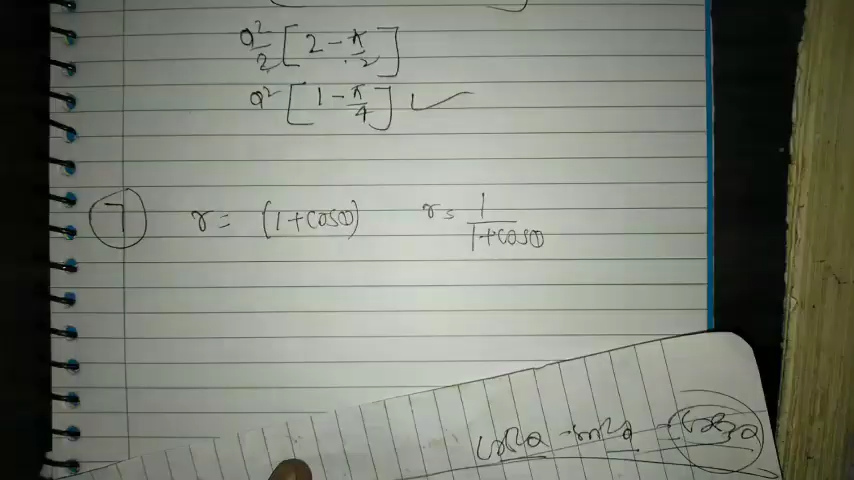 a²/2 [2 - π/2]
a² [1 - π/4] ✓
7 r = (1 + cosθ) r = 1/(1+cosθ)